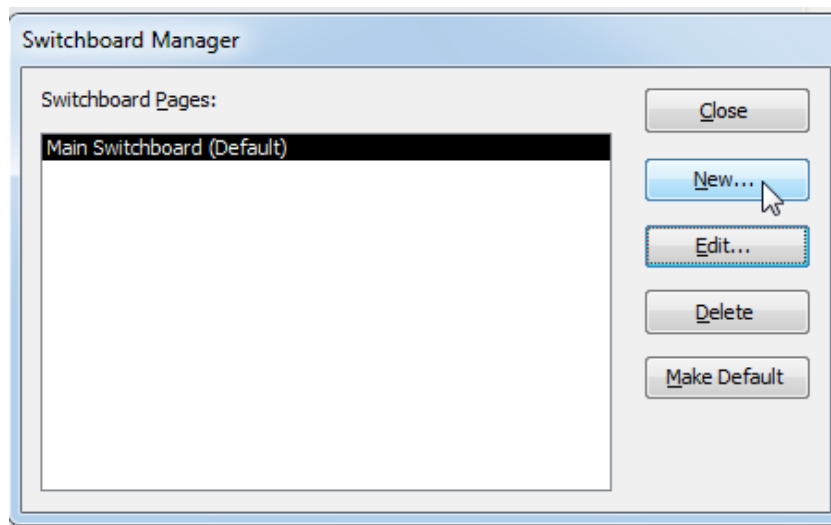 Switchboard Manager
Switchboard Pages:
Main Switchboard (Default)
Close
New...
Edit...
Delete
Make Default